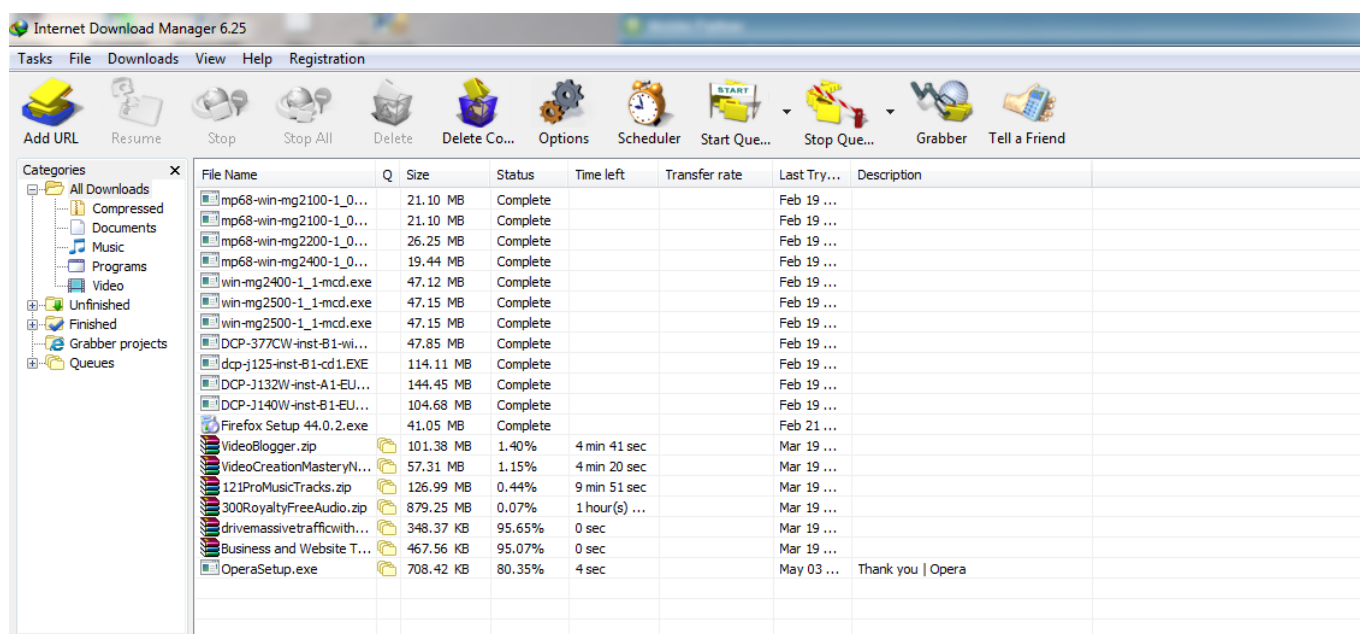 Internet Download Manager 6.25
Tasks File Downloads View Help Registration
START
Add URL Resume Stop Stop All Delete Delete Co... Options Scheduler Start Que... Stop Que... Grabber Tell a Friend
Categories
All Downloads
Compressed
Documents
Music
Programs
Video
Unfinished
Finished
Grabber projects
Queues
File Name Q Size Status Time left Transfer rate Last Try... Description
mp68-win-mg2100-1_0... 21.10 MB Complete Feb 19 ...
mp68-win-mg2100-1_0... 21.10 MB Complete Feb 19 ...
mp68-win-mg2200-1_0... 26.25 MB Complete Feb 19 ...
mp68-win-mg2400-1_0... 19.44 MB Complete Feb 19 ...
win-mg2400-1_1-mcd.exe 47.12 MB Complete Feb 19 ...
win-mg2500-1_1-mcd.exe 47.15 MB Complete Feb 19 ...
win-mg2500-1_1-mcd.exe 47.15 MB Complete Feb 19 ...
DCP-377CW-inst-B1-wi... 47.85 MB Complete Feb 19 ...
dcp-j125-inst-B1-cd1.EXE 114.11 MB Complete Feb 19 ...
DCP-J132W-inst-A1-EU... 144.45 MB Complete Feb 19 ...
DCP-J140W-inst-B1-EU... 104.68 MB Complete Feb 19 ...
Firefox Setup 44.0.2.exe 41.05 MB Complete Feb 21 ...
VideoBlogger.zip 101.38 MB 1.40% 4 min 41 sec Mar 19 ...
VideoCreationMasteryN... 57.31 MB 1.15% 4 min 20 sec Mar 19 ...
121ProMusicTracks.zip 126.99 MB 0.44% 9 min 51 sec Mar 19 ...
300RoyaltyFreeAudio.zip 879.25 MB 0.07% 1 hour(s) ... Mar 19 ...
drivemassivetrafficwith... 348.37 KB 95.65% 0 sec Mar 19 ...
Business and Website T... 467.56 KB 95.07% 0 sec Mar 19 ...
OperaSetup.exe 708.42 KB 80.35% 4 sec May 03 ... Thank you | Opera